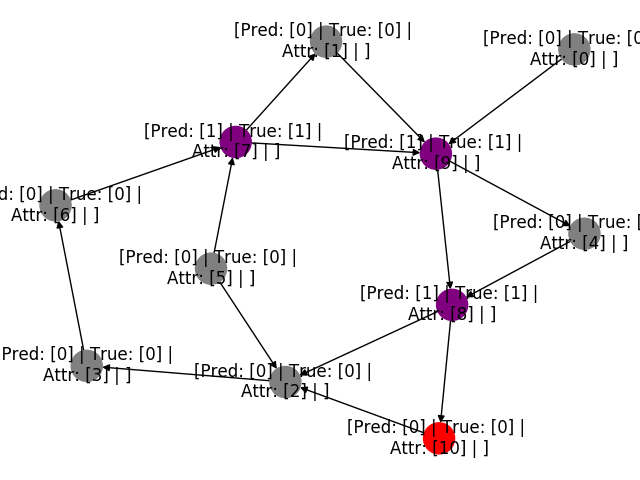 [Pred: [0] | True: [0] |
Attr: [1] | ]
[Pred: [0] | True: [0
Attr: [0] | ]
[Pred: [1] | True: [1] |
Attr: [7] | ]
[Pred: [1] | True: [1] |
Attr: [9] | ]
d: [0] | True: [0] |
Attr: [6] | ]
[Pred: [0] | True: [
Attr: [4] | ]
[Pred: [0] | True: [0] |
Attr: [5] | ]
[Pred: [1] | True: [1] |
Attr: [8] | ]
Pred: [0] | True: [0] |
Attr: [3] | ]
[Pred: [0] | True: [0] |
Attr: [2] | ]
[Pred: [0] | True: [0] |
Attr: [10] | ]